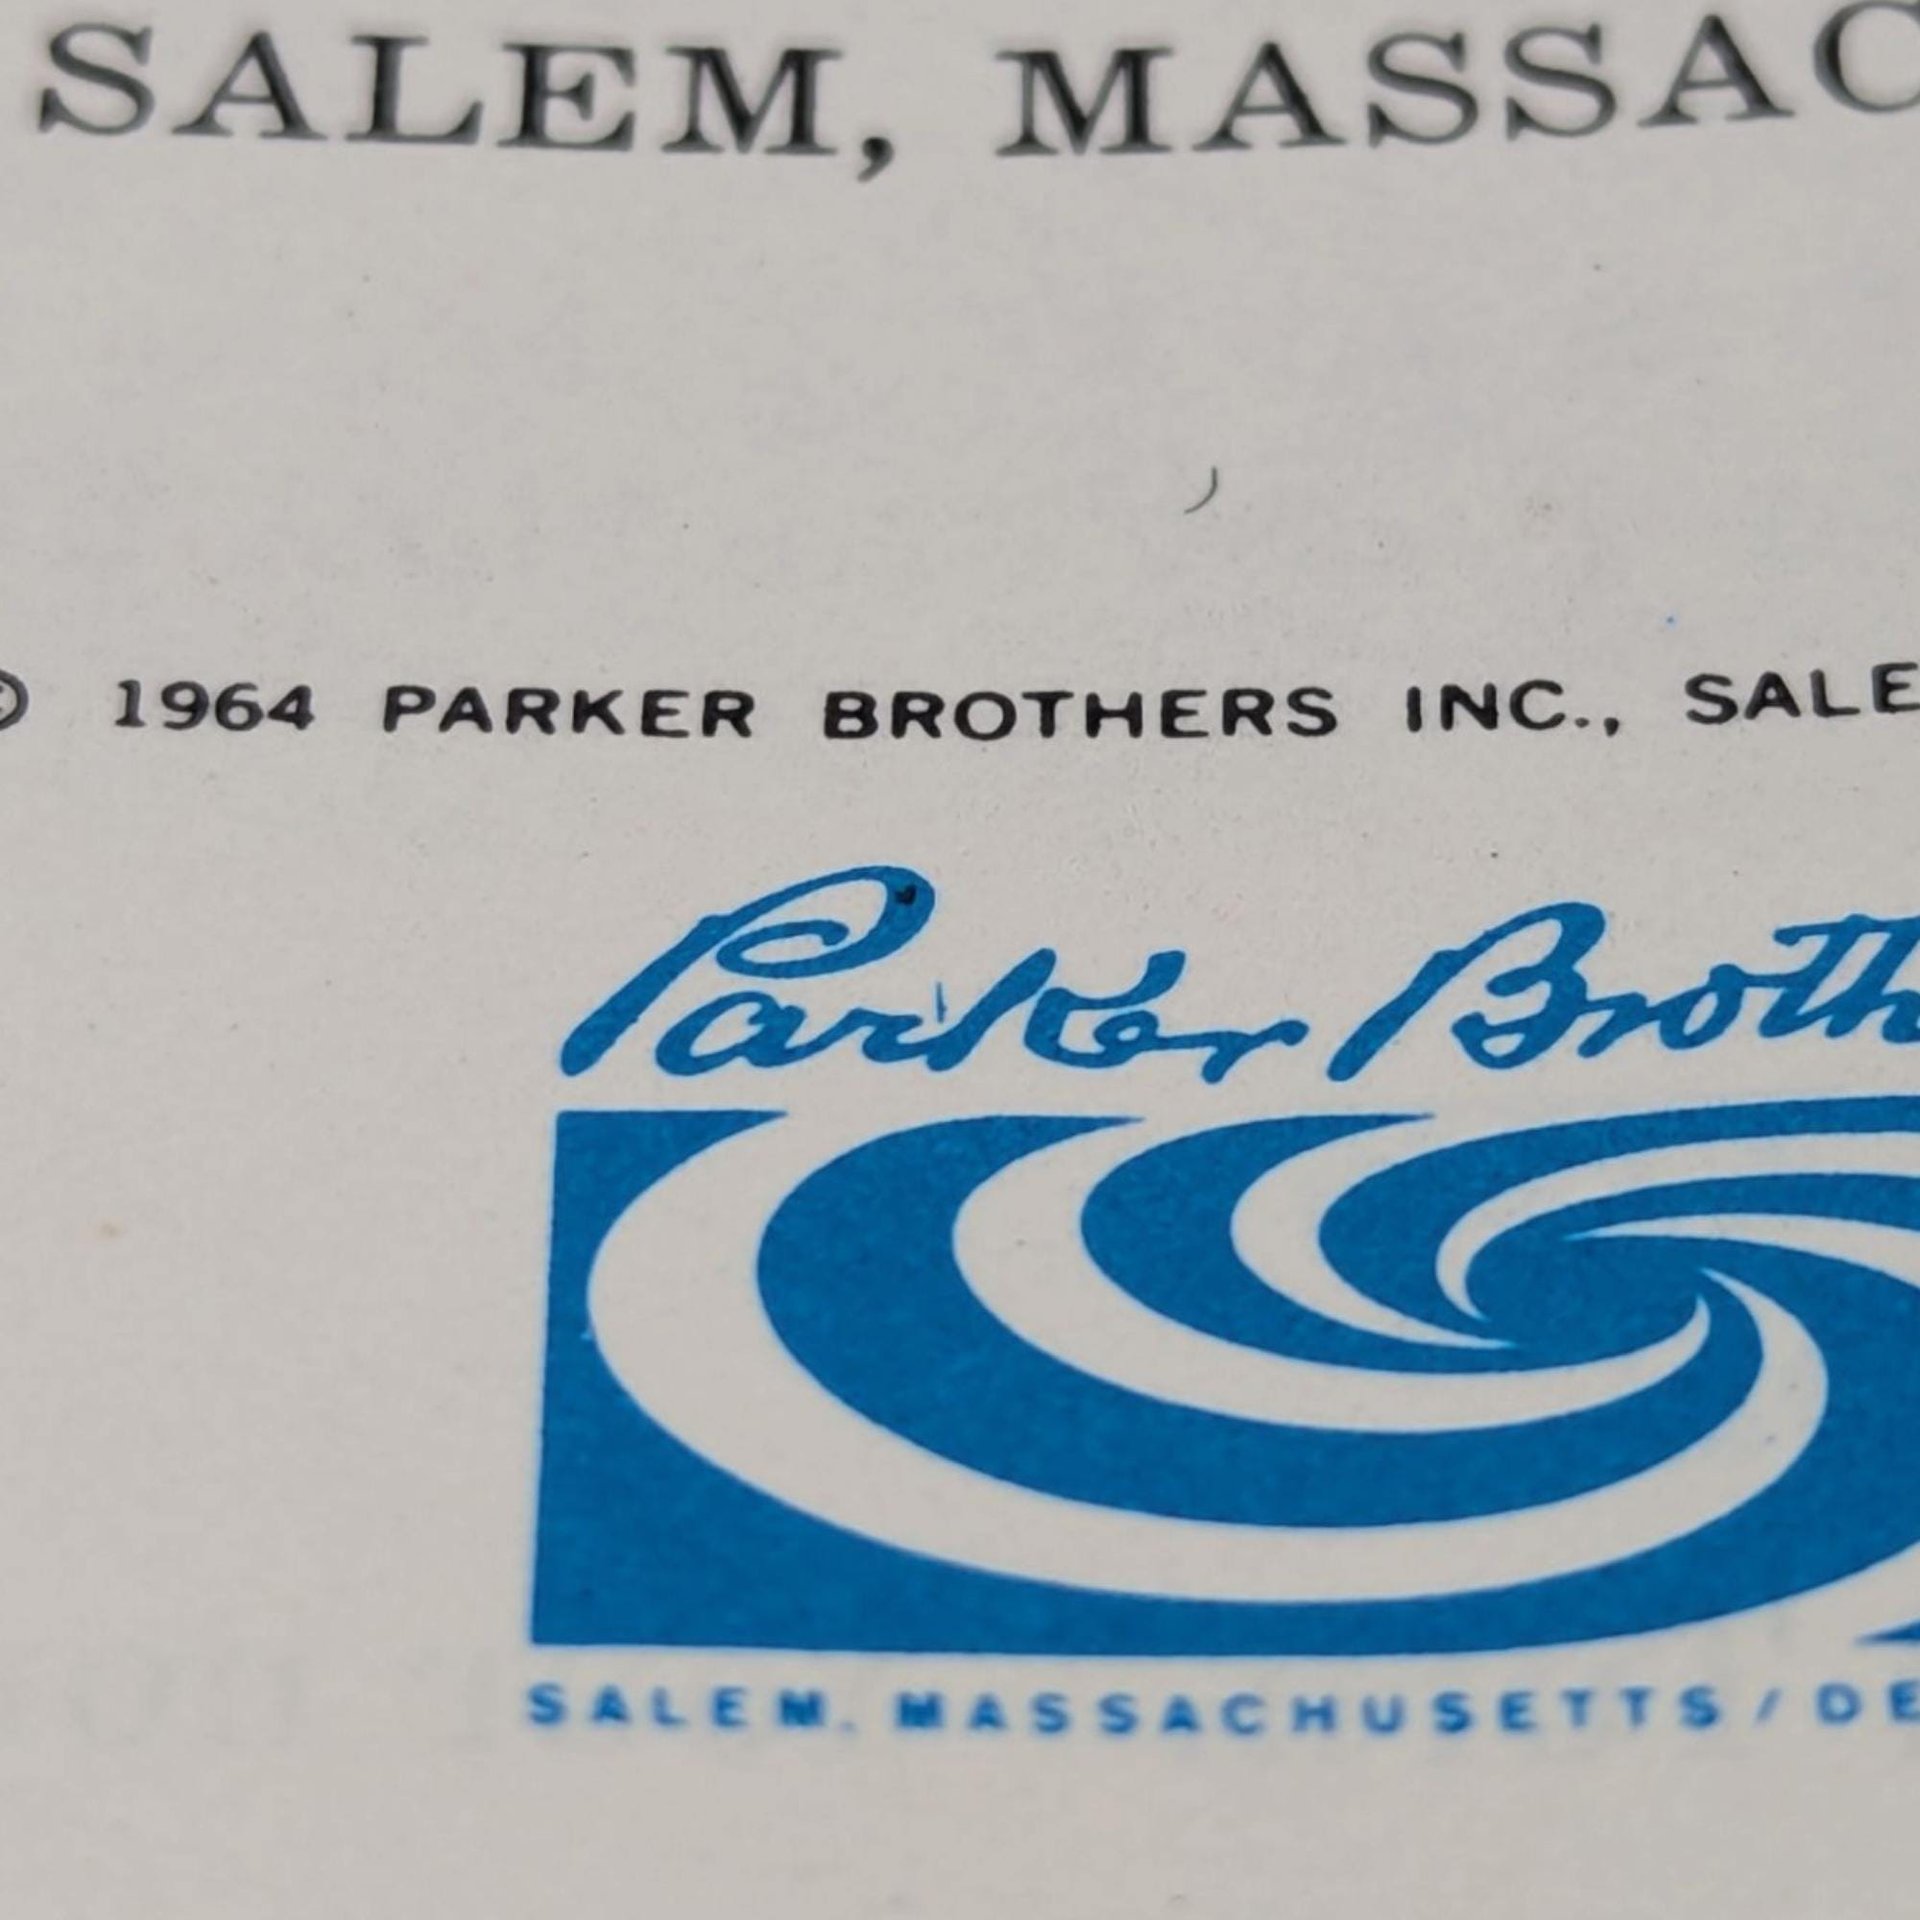 SALEM, MASSAC
© 1964 PARKER BROTHERS INC., SALE
Parker Broth
SALEM, MASSACHUSETTS / DE